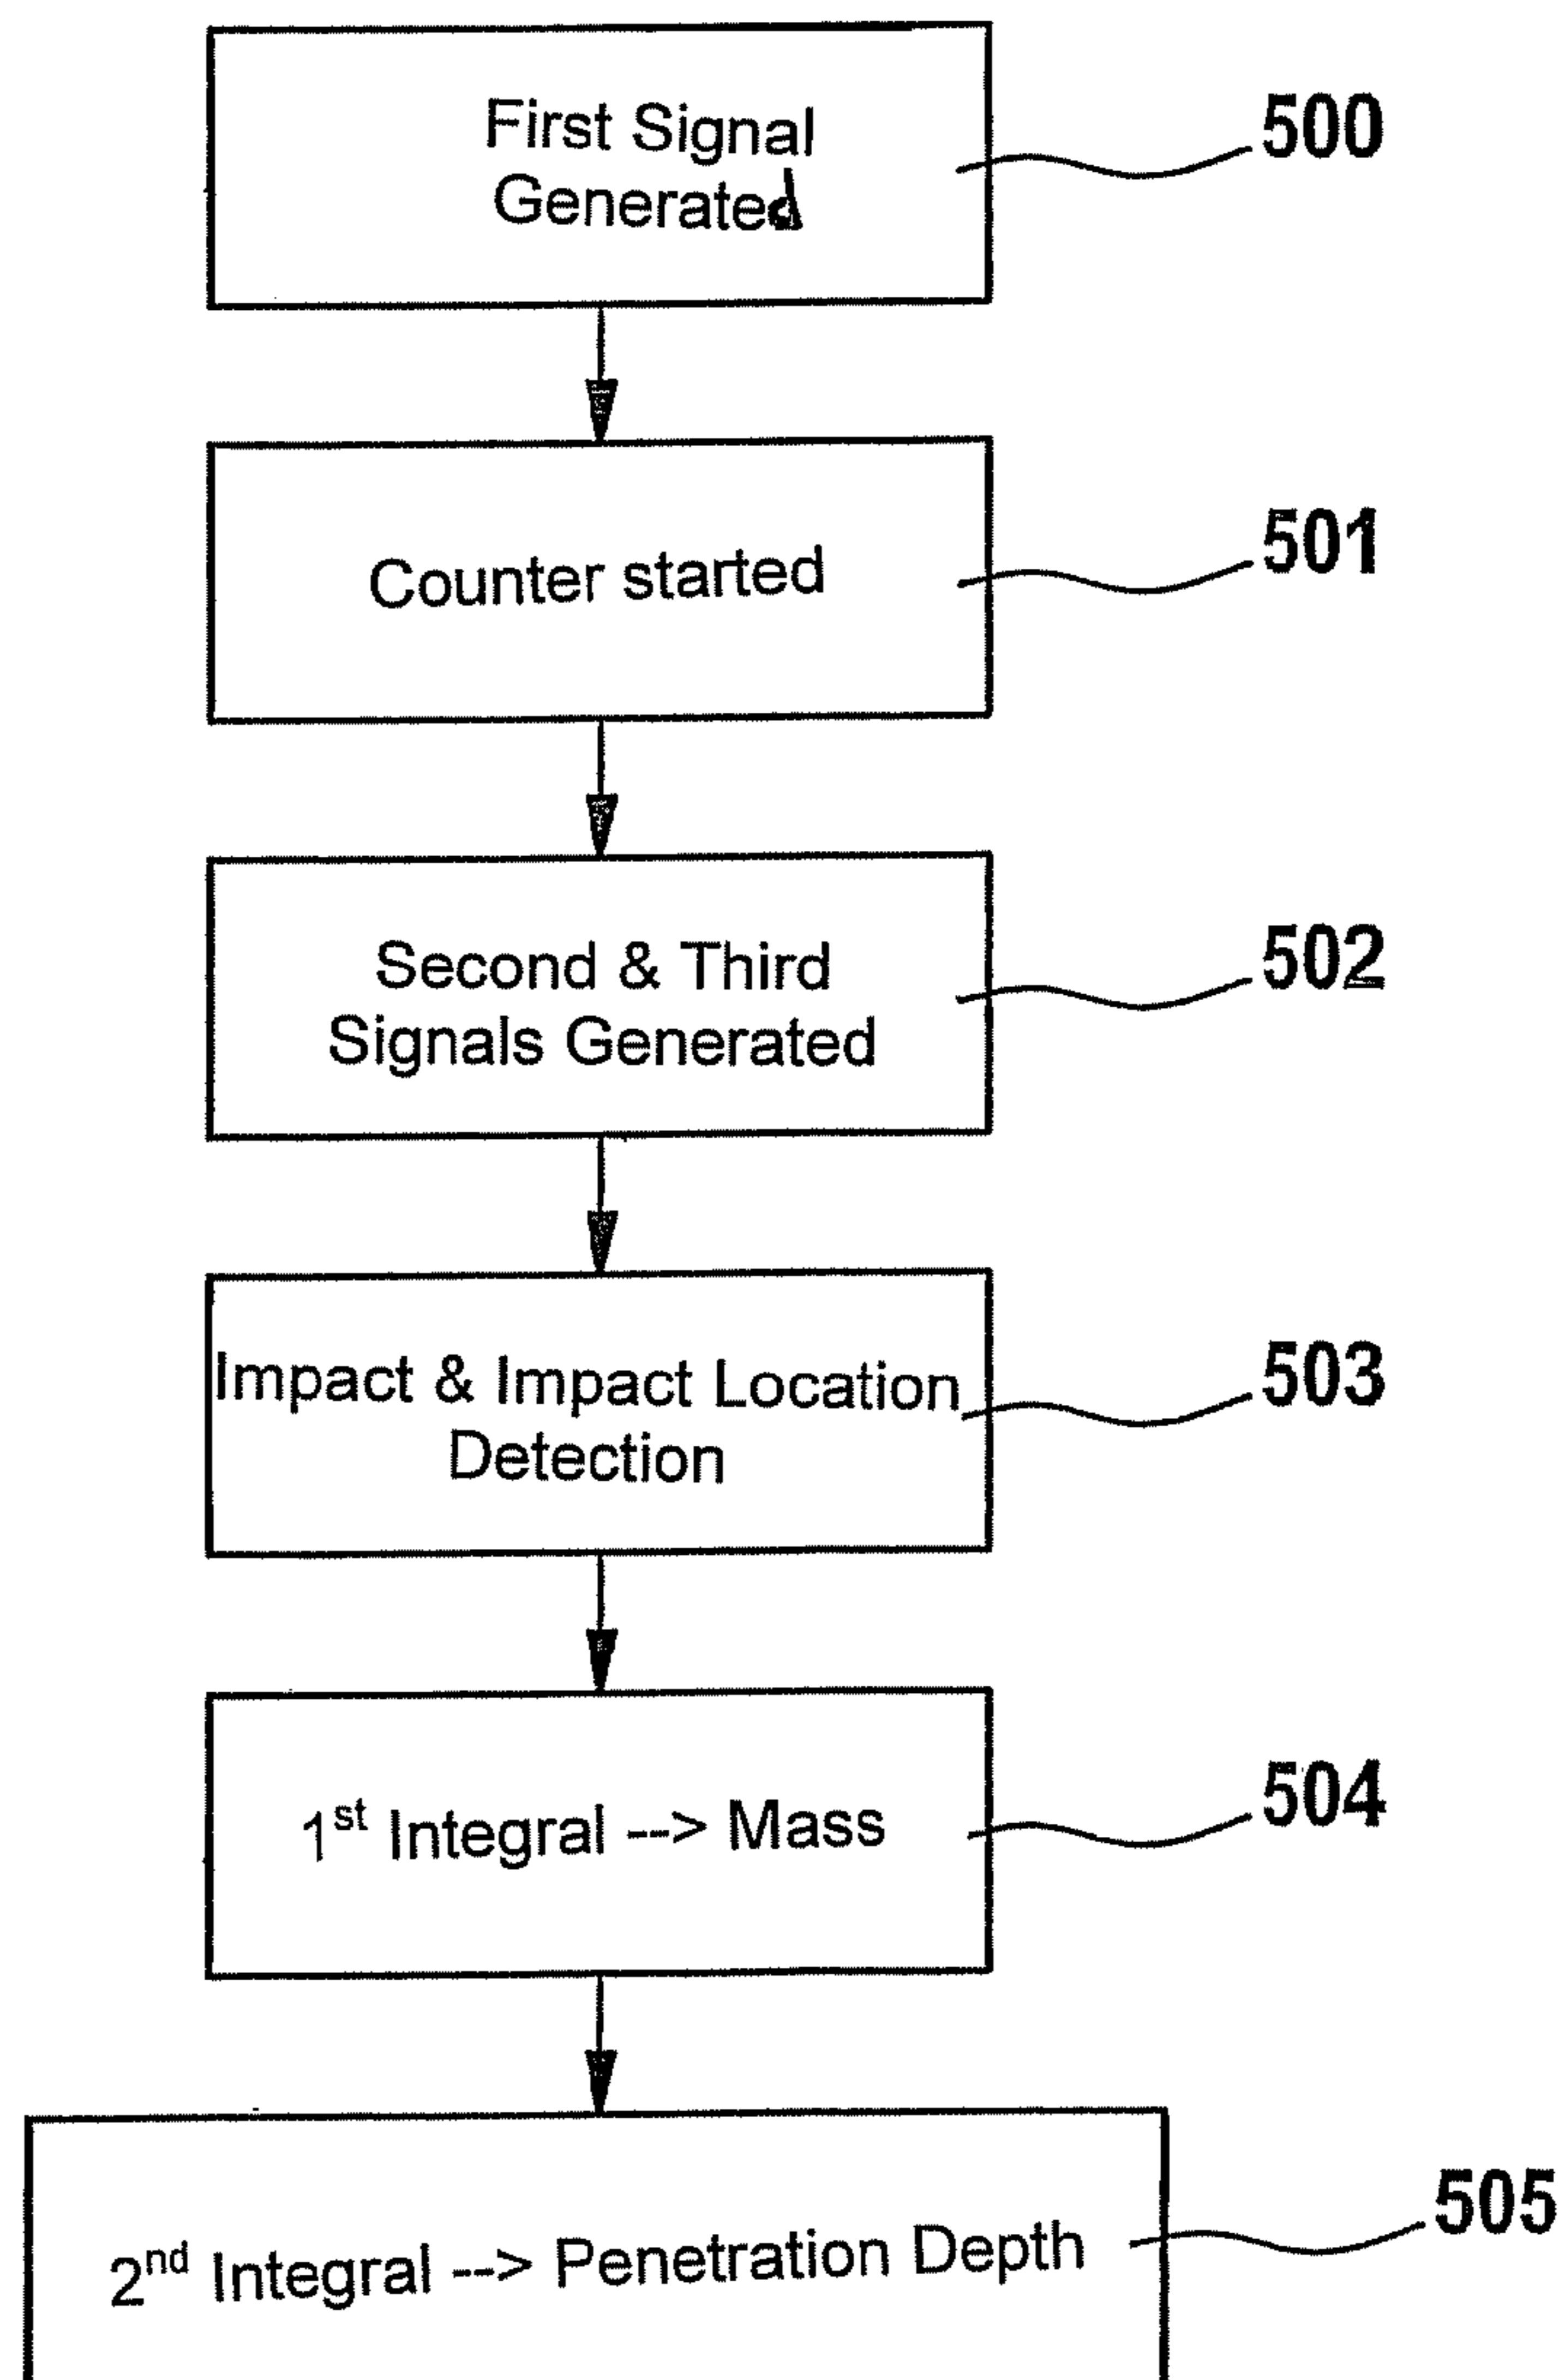 First Signal
Generated
500
Counter started
501
Second & Third
Signals Generated
502
Impact & Impact Location
Detection
503
1st Integral --> Mass
504
2nd Integral --> Penetration Depth
505